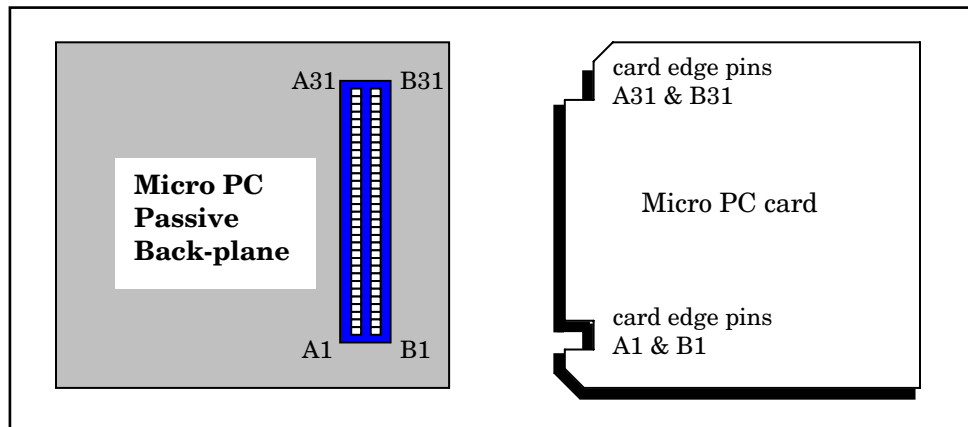 A31 B31
Micro PC
Passive
Back-plane
A1 B1
card edge pins
A31 & B31
Micro PC card
card edge pins
A1 & B1